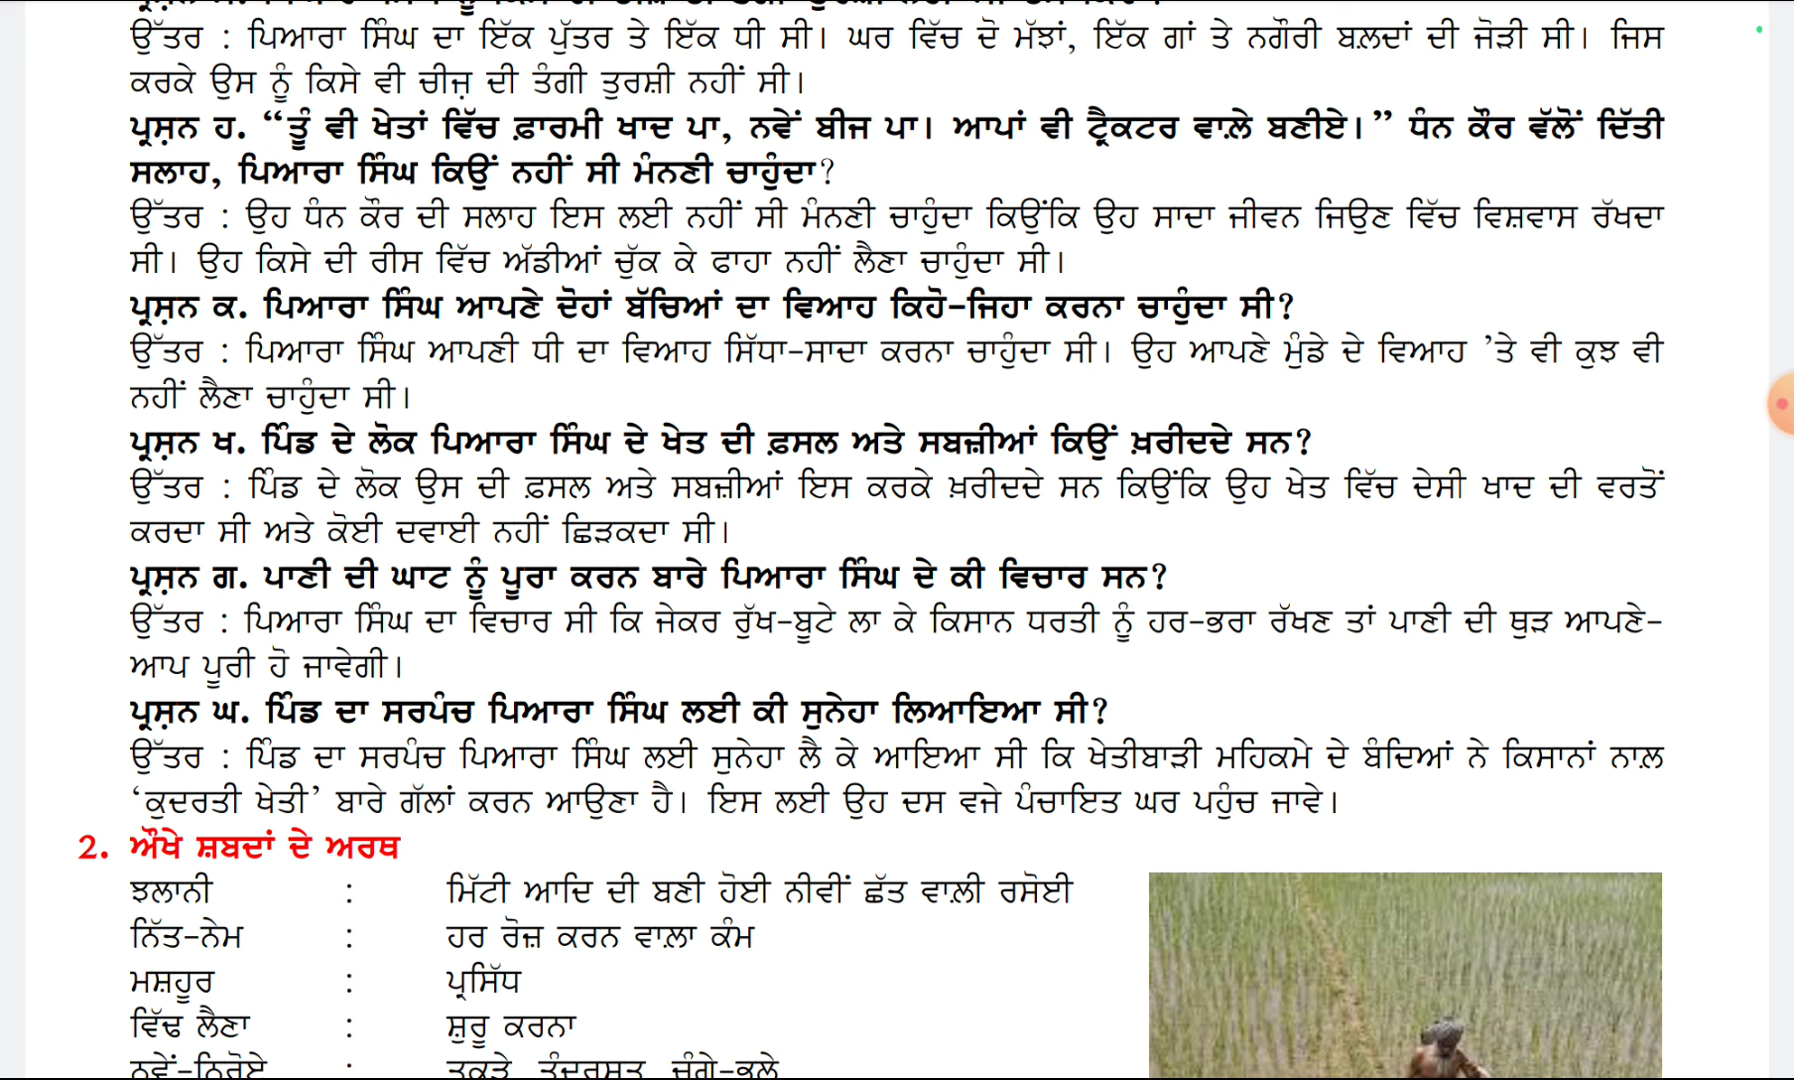 ਉੱਤਰ : ਪਿਆਰਾ ਸਿੰਘ ਦਾ ਇੱਕ ਪੁੱਤਰ ਤੇ ਇੱਕ ਧੀ ਸੀ। ਘਰ ਵਿੱਚ ਦੋ ਮੱਝਾਂ, ਇੱਕ ਗਾਂ ਤੇ ਨਗੌਰੀ ਬਲ਼ਦਾਂ ਦੀ ਜੋੜੀ ਸੀ। ਜਿਸ
ਕਰਕੇ ਉਸ ਨੂੰ ਕਿਸੇ ਵੀ ਚੀਜ਼ ਦੀ ਤੰਗੀ ਤੁਰਸ਼ੀ ਨਹੀਂ ਸੀ।
ਪ੍ਰਸ਼ਨ ਹ. “ਤੂੰ ਵੀ ਖੇਤਾਂ ਵਿੱਚ ਫ਼ਾਰਮੀ ਖਾਦ ਪਾ, ਨਵੇਂ ਬੀਜ ਪਾ। ਆਪਾਂ ਵੀ ਟ੍ਰੈਕਟਰ ਵਾਲ਼ੇ ਬਣੀਏ।” ਧੰਨ ਕੌਰ ਵੱਲੋਂ ਦਿੱਤੀ
ਸਲਾਹ, ਪਿਆਰਾ ਸਿੰਘ ਕਿਉਂ ਨਹੀਂ ਸੀ ਮੰਨਣੀ ਚਾਹੁੰਦਾ?
ਉੱਤਰ : ਉਹ ਧੰਨ ਕੌਰ ਦੀ ਸਲਾਹ ਇਸ ਲਈ ਨਹੀਂ ਸੀ ਮੰਨਣੀ ਚਾਹੁੰਦਾ ਕਿਉਂਕਿ ਉਹ ਸਾਦਾ ਜੀਵਨ ਜਿਉਣ ਵਿੱਚ ਵਿਸ਼ਵਾਸ ਰੱਖਦਾ
ਸੀ। ਉਹ ਕਿਸੇ ਦੀ ਰੀਸ ਵਿੱਚ ਅੱਡੀਆਂ ਚੁੱਕ ਕੇ ਫਾਹਾ ਨਹੀਂ ਲੈਣਾ ਚਾਹੁੰਦਾ ਸੀ।
ਪ੍ਰਸ਼ਨ ਕ. ਪਿਆਰਾ ਸਿੰਘ ਆਪਣੇ ਦੋਹਾਂ ਬੱਚਿਆਂ ਦਾ ਵਿਆਹ ਕਿਹੋ-ਜਿਹਾ ਕਰਨਾ ਚਾਹੁੰਦਾ ਸੀ?
ਉੱਤਰ : ਪਿਆਰਾ ਸਿੰਘ ਆਪਣੀ ਧੀ ਦਾ ਵਿਆਹ ਸਿੱਧਾ-ਸਾਦਾ ਕਰਨਾ ਚਾਹੁੰਦਾ ਸੀ। ਉਹ ਆਪਣੇ ਮੁੰਡੇ ਦੇ ਵਿਆਹ ’ਤੇ ਵੀ ਕੁਝ ਵੀ
ਨਹੀਂ ਲੈਣਾ ਚਾਹੁੰਦਾ ਸੀ।
ਪ੍ਰਸ਼ਨ ਖ. ਪਿੰਡ ਦੇ ਲੋਕ ਪਿਆਰਾ ਸਿੰਘ ਦੇ ਖੇਤ ਦੀ ਫ਼ਸਲ ਅਤੇ ਸਬਜ਼ੀਆਂ ਕਿਉਂ ਖ਼ਰੀਦਦੇ ਸਨ?
ਉੱਤਰ : ਪਿੰਡ ਦੇ ਲੋਕ ਉਸ ਦੀ ਫ਼ਸਲ ਅਤੇ ਸਬਜ਼ੀਆਂ ਇਸ ਕਰਕੇ ਖ਼ਰੀਦਦੇ ਸਨ ਕਿਉਂਕਿ ਉਹ ਖੇਤ ਵਿੱਚ ਦੇਸੀ ਖਾਦ ਦੀ ਵਰਤੋਂ
ਕਰਦਾ ਸੀ ਅਤੇ ਕੋਈ ਦਵਾਈ ਨਹੀਂ ਛਿੜਕਦਾ ਸੀ।
ਪ੍ਰਸ਼ਨ ਗ. ਪਾਣੀ ਦੀ ਘਾਟ ਨੂੰ ਪੂਰਾ ਕਰਨ ਬਾਰੇ ਪਿਆਰਾ ਸਿੰਘ ਦੇ ਕੀ ਵਿਚਾਰ ਸਨ?
ਉੱਤਰ : ਪਿਆਰਾ ਸਿੰਘ ਦਾ ਵਿਚਾਰ ਸੀ ਕਿ ਜੇਕਰ ਰੁੱਖ-ਬੂਟੇ ਲਾ ਕੇ ਕਿਸਾਨ ਧਰਤੀ ਨੂੰ ਹਰ-ਭਰਾ ਰੱਖਣ ਤਾਂ ਪਾਣੀ ਦੀ ਥੁੜ ਆਪਣੇ-
ਆਪ ਪੂਰੀ ਹੋ ਜਾਵੇਗੀ।
ਪ੍ਰਸ਼ਨ ਘ. ਪਿੰਡ ਦਾ ਸਰਪੰਚ ਪਿਆਰਾ ਸਿੰਘ ਲਈ ਕੀ ਸੁਨੇਹਾ ਲਿਆਇਆ ਸੀ?
ਉੱਤਰ : ਪਿੰਡ ਦਾ ਸਰਪੰਚ ਪਿਆਰਾ ਸਿੰਘ ਲਈ ਸੁਨੇਹਾ ਲੈ ਕੇ ਆਇਆ ਸੀ ਕਿ ਖੇਤੀਬਾੜੀ ਮਹਿਕਮੇ ਦੇ ਬੰਦਿਆਂ ਨੇ ਕਿਸਾਨਾਂ ਨਾਲ਼
‘ਕੁਦਰਤੀ ਖੇਤੀ’ ਬਾਰੇ ਗੱਲਾਂ ਕਰਨ ਆਉਣਾ ਹੈ। ਇਸ ਲਈ ਉਹ ਦਸ ਵਜੇ ਪੰਚਾਇਤ ਘਰ ਪਹੁੰਚ ਜਾਵੇ।
2. ਔਖੇ ਸ਼ਬਦਾਂ ਦੇ ਅਰਥ
ਝਲਾਨੀ : ਮਿੱਟੀ ਆਦਿ ਦੀ ਬਣੀ ਹੋਈ ਨੀਵੀਂ ਛੱਤ ਵਾਲ਼ੀ ਰਸੋਈ
ਨਿੱਤ-ਨੇਮ : ਹਰ ਰੋਜ਼ ਕਰਨ ਵਾਲ਼ਾ ਕੰਮ
ਮਸ਼ਹੂਰ : ਪ੍ਰਸਿੱਧ
ਵਿੱਢ ਲੈਣਾ : ਸ਼ੁਰੂ ਕਰਨਾ
ਨਵੇਂ-ਨਿਰੋਏ : ਤਕੜੇ, ਤੰਦਰੁਸਤ, ਚੰਗੇ-ਭਲੇ